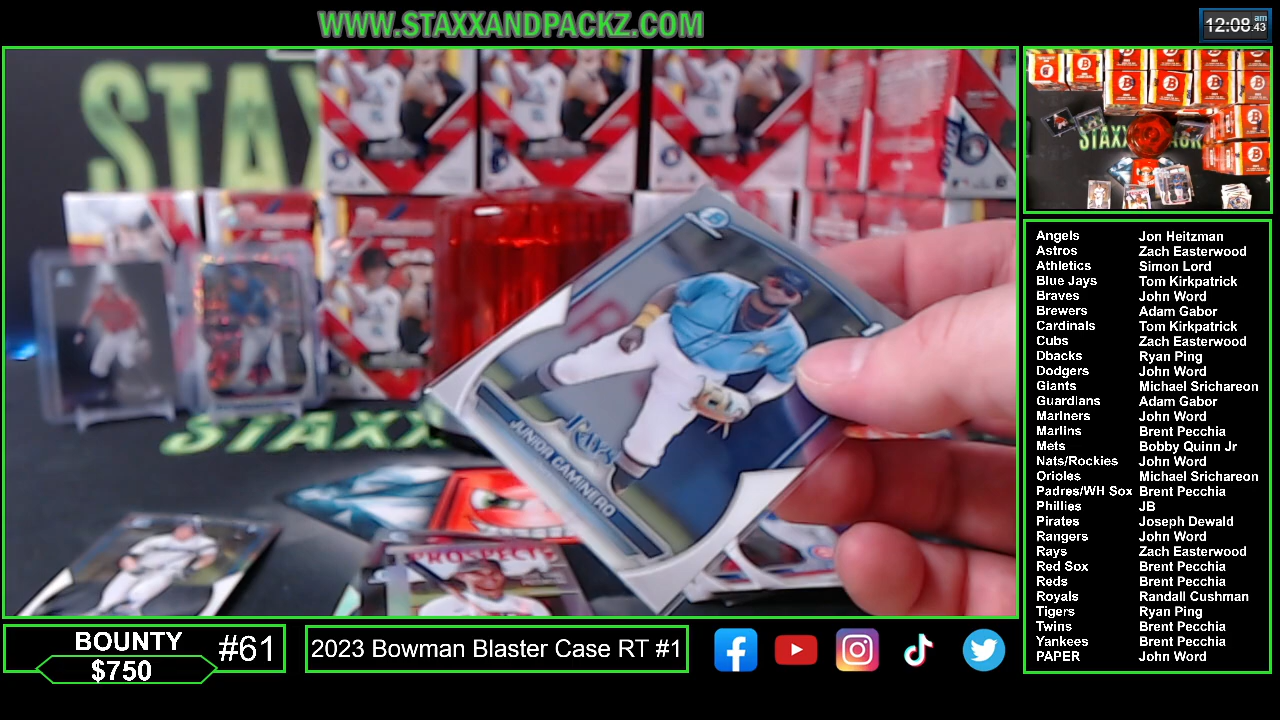 WWW.STAXXANDPACKZ.COM
12:08 am .43
STAX
STAXX
Rays
JUNIOR CAMINERO
PROSPECTS
BOUNTY
$750
#61
2023 Bowman Blaster Case RT #1
STAXX
Angels Jon Heitzman
Astros Zach Easterwood
Athletics Simon Lord
Blue Jays Tom Kirkpatrick
Braves John Word
Brewers Adam Gabor
Cardinals Tom Kirkpatrick
Cubs Zach Easterwood
Dbacks Ryan Ping
Dodgers John Word
Giants Michael Srichareon
Guardians Adam Gabor
Mariners John Word
Marlins Brent Pecchia
Mets Bobby Quinn Jr
Nats/Rockies John Word
Orioles Michael Srichareon
Padres/WH Sox Brent Pecchia
Phillies JB
Pirates Joseph Dewald
Rangers John Word
Rays Zach Easterwood
Red Sox Brent Pecchia
Reds Brent Pecchia
Royals Randall Cushman
Tigers Ryan Ping
Twins Brent Pecchia
Yankees Brent Pecchia
PAPER John Word